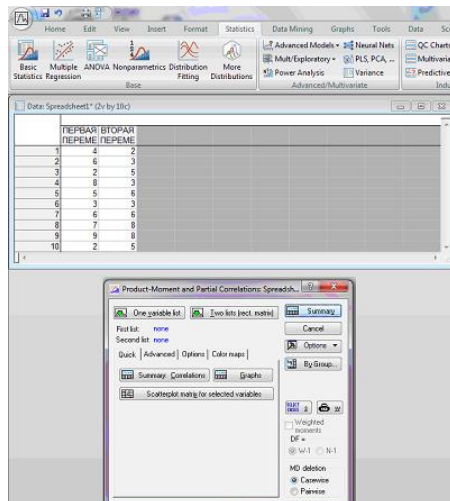 Home Edit View Insert Format Statistics Data Mining Graphs Tools Data
Basic Statistics
Multiple Regression
ANOVA
Nonparametrics
Distribution Fitting
More Distributions
Base
Advanced Models
Mult/Exploratory
Power Analysis
Neural Nets
PLS, PCA, ...
Variance
Advanced/Multivariate
QC Charts
Multivaria
Predictive
Indu
Data: Spreadsheet1* (2v by 10c)
ПЕРВАЯ ВТОРАЯ
ПЕРЕМЕ ПЕРЕМЕ
1 4 2
2 6 3
3 2 5
4 8 3
5 5 6
6 3 3
7 6 6
8 7 8
9 9 8
10 2 5
Product-Moment and Partial Correlations: Spreadsh...
One variable list Two lists (rect. matrix) Summary
First list: none Cancel
Second list: none Options
Quick Advanced Options Color maps By Group...
Summary: Correlations Graphs
Scatterplot matrix for selected variables
Weighted
moments
DF =
W-1 N-1
MD deletion
Casewise
Pairwise